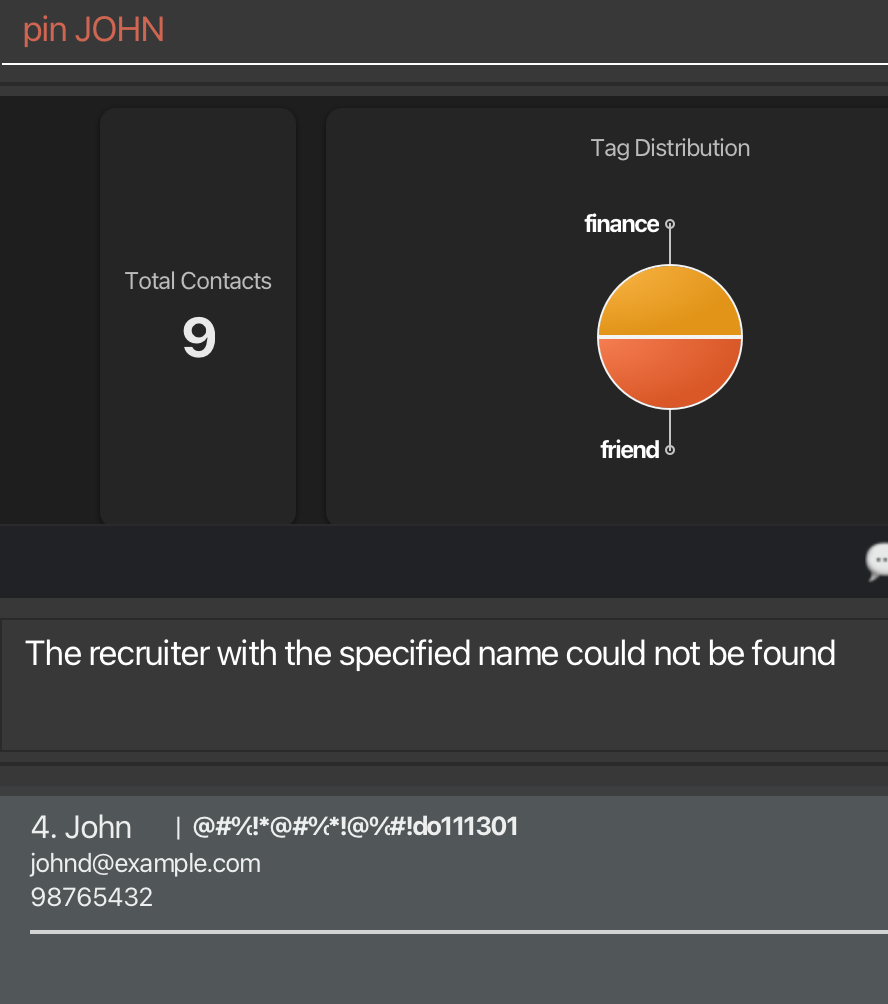 pin JOHN
Tag Distribution
finance
Total Contacts
9
friend
The recruiter with the specified name could not be found
4. John | @#%!*@#%*!@%#!do111301
johnd@example.com
98765432